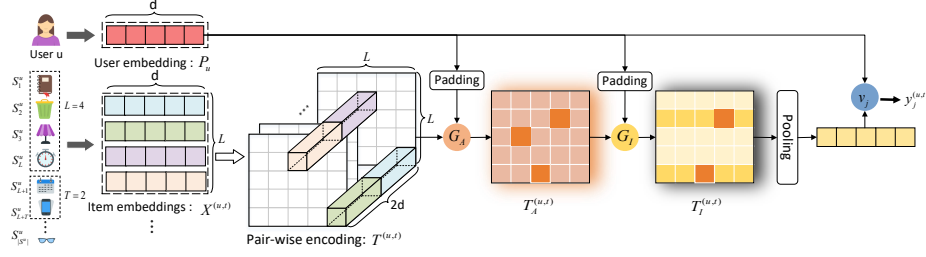 d
User u
User embedding : P_u
S_1^u
S_2^u
S_3^u
S_L^u
S_{L+1}^u
S_{L+T}^u
S_{|S^u|}^u
L = 4
T = 2
d
L
Item embeddings : X^{(u,t)}
L
L
2d
Pair-wise encoding: T^{(u,t)}
Padding
G_A
T_A^{(u,t)}
Padding
G_I
T_I^{(u,t)}
Pooling
v_j
y_j^{(u,t)}